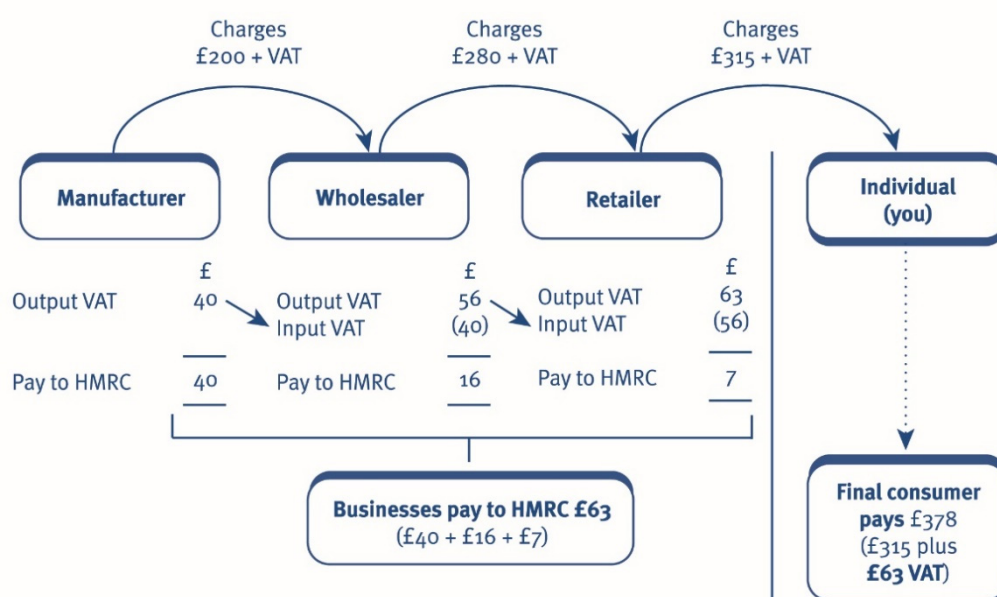 Charges
£200 + VAT
Charges
£280 + VAT
Charges
£315 + VAT
Manufacturer
Wholesaler
Retailer
Individual
(you)
£
£
£
Output VAT
40
Output VAT
56
Output VAT
63
Input VAT
(40)
Input VAT
(56)
Pay to HMRC
40
Pay to HMRC
16
Pay to HMRC
7
Businesses pay to HMRC £63
(£40 + £16 + £7)
Final consumer
pays £378
(£315 plus
£63 VAT)